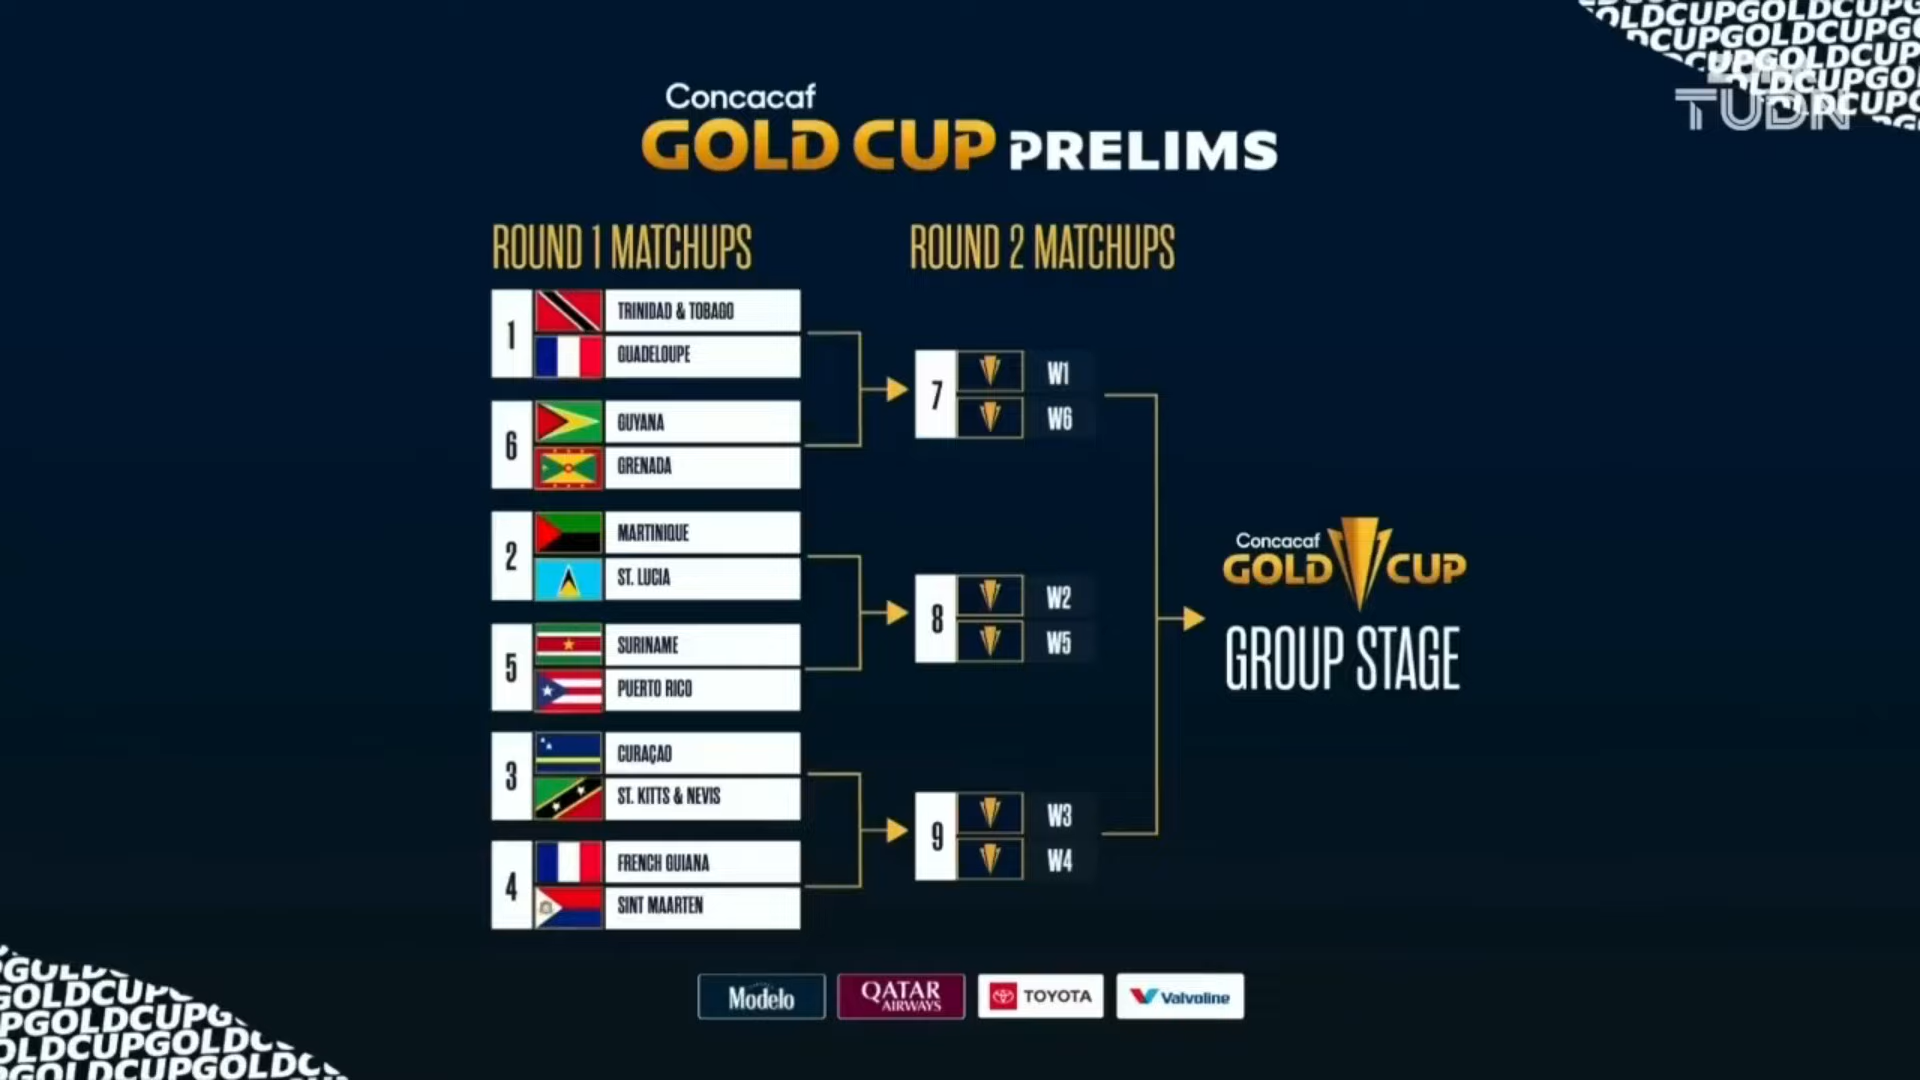 Concacaf
GOLD CUP PRELIMS
TUDN
ROUND 1 MATCHUPS
ROUND 2 MATCHUPS
1
TRINIDAD & TOBAGO
GUADELOUPE
6
GUYANA
GRENADA
2
MARTINIQUE
ST. LUCIA
5
SURINAME
PUERTO RICO
3
CURAÇAO
ST. KITTS & NEVIS
4
FRENCH GUIANA
SINT MAARTEN
7
W1
W6
8
W2
W5
9
W3
W4
Concacaf
GOLD CUP
GROUP STAGE
Modelo
QATAR
AIRWAYS
TOYOTA
Valvoline